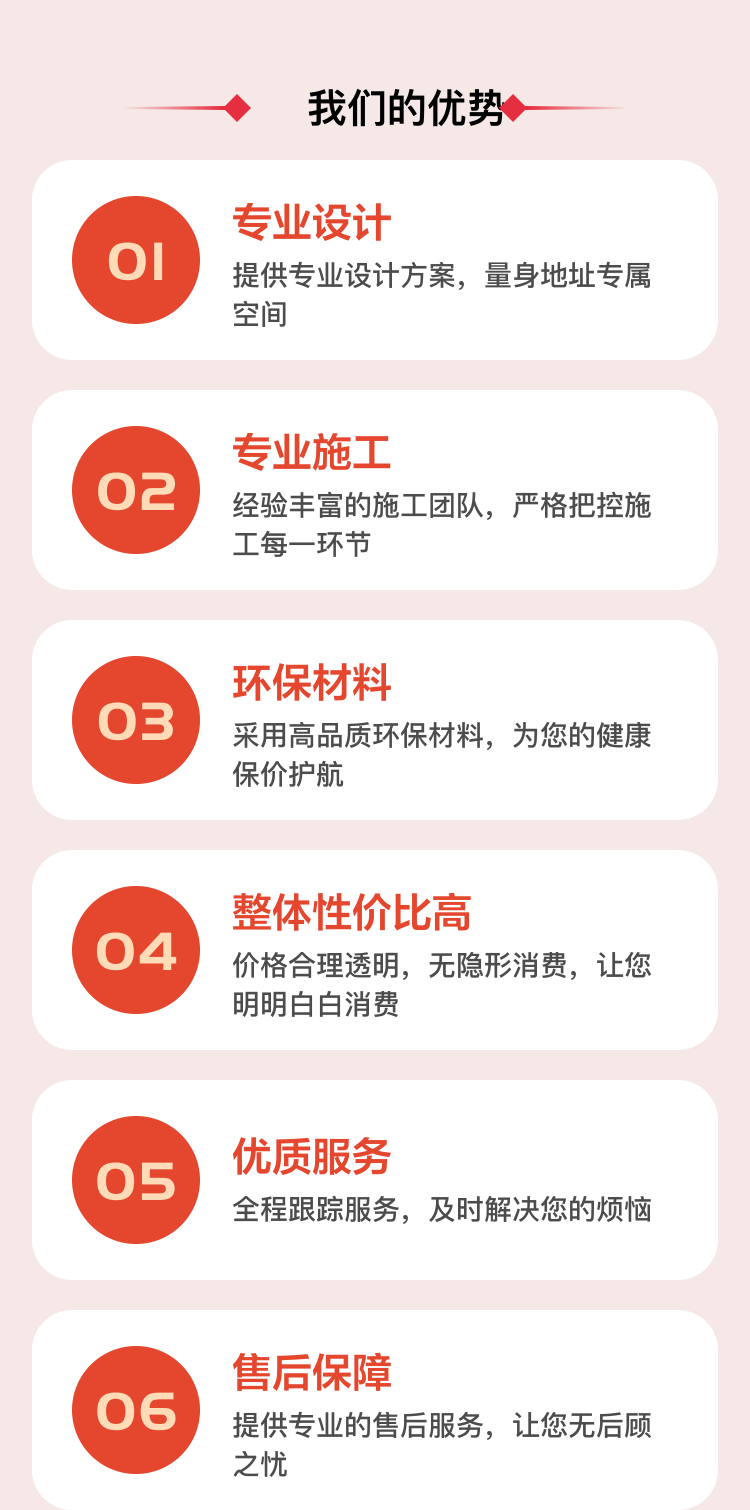 我们的优势
01
专业设计
提供专业设计方案，量身地址专属
空间
02
专业施工
经验丰富的施工团队，严格把控施
工每一环节
03
环保材料
采用高品质环保材料，为您的健康
保价护航
04
整体性价比高
价格合理透明，无隐形消费，让您
明明白白消费
05
优质服务
全程跟踪服务，及时解决您的烦恼
06
售后保障
提供专业的售后服务，让您无后顾
之忧